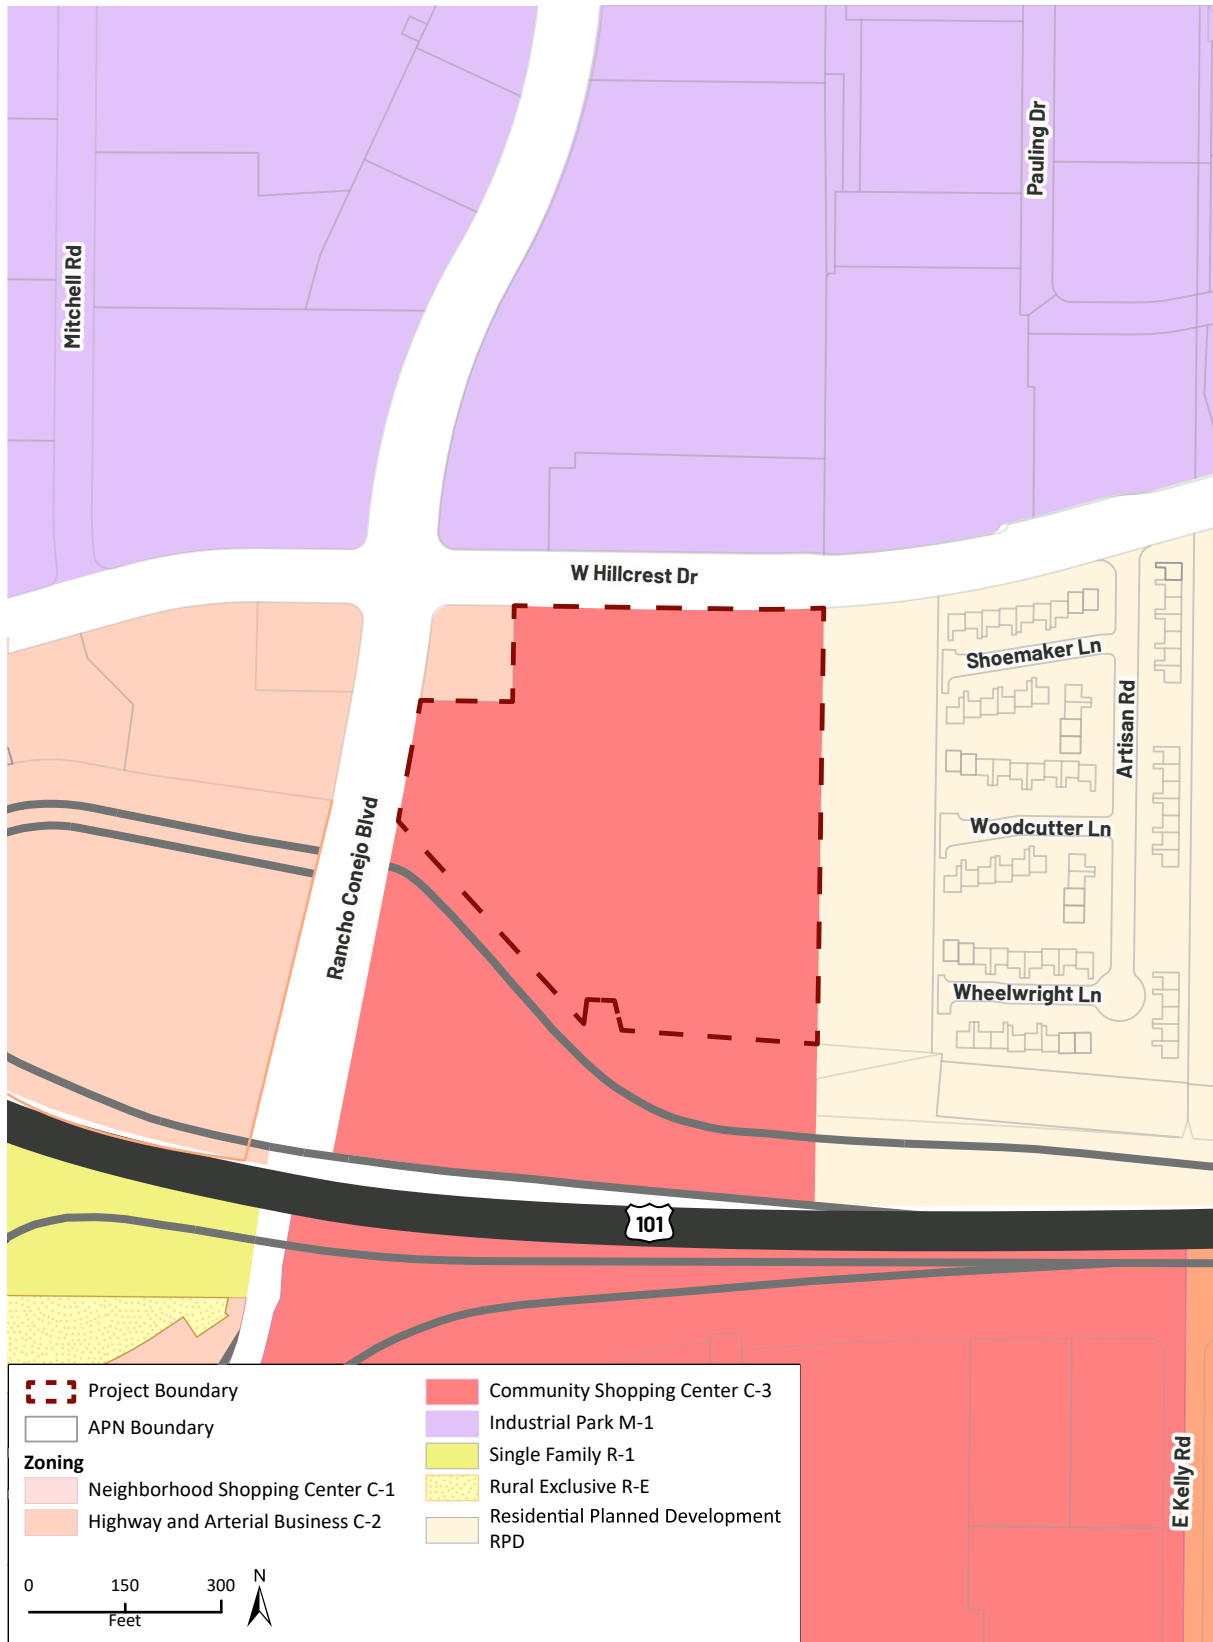 Pauling Dr
Mitchell Rd
W Hillcrest Dr
Shoemaker Ln
Artisan Rd
Rancho Conejo Blvd
Woodcutter Ln
Wheelwright Ln
101
E Kelly Rd
Project Boundary
APN Boundary
Zoning
Neighborhood Shopping Center C-1
Highway and Arterial Business C-2
Community Shopping Center C-3
Industrial Park M-1
Single Family R-1
Rural Exclusive R-E
Residential Planned Development
RPD
0 150 300
Feet
N